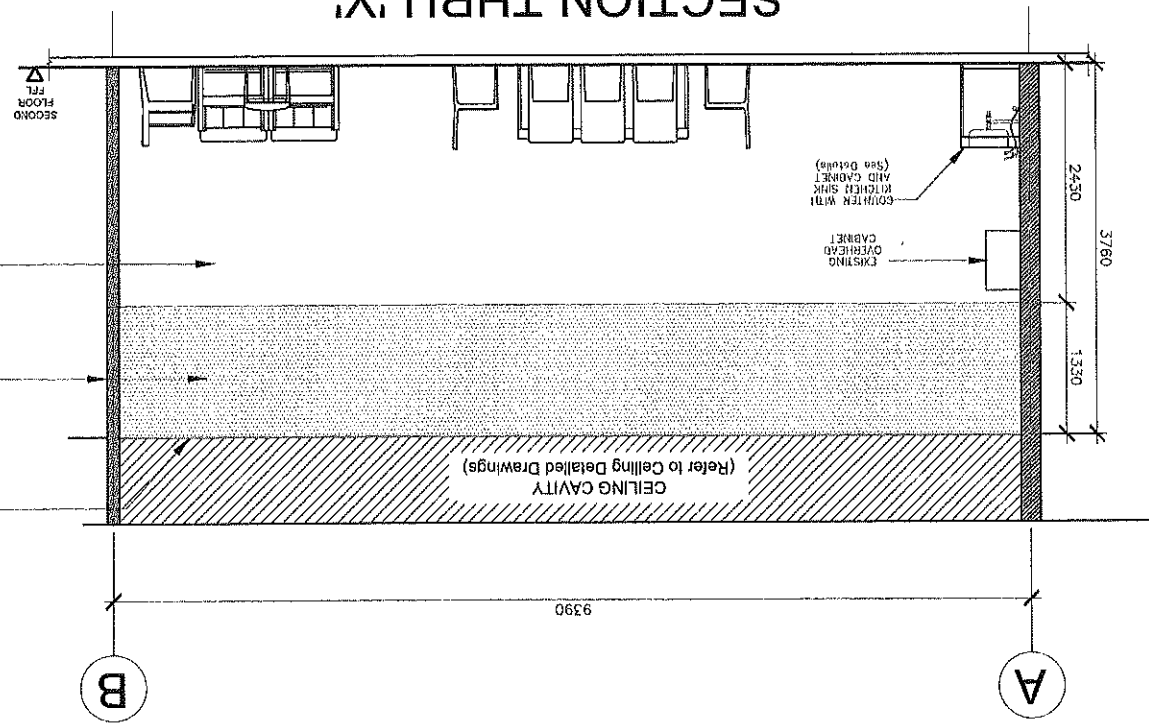 A
B
9390
CEILING CAVITY
(Refer to Ceiling Detailed Drawings)
1330
3760
2430
EXISTING
OVERHEAD
CABINET
COUNTER WITH
KITCHEN SINK
AND CABINET
(See Details)
SECOND
FLOOR
FFL
SECTION THRU 'X'